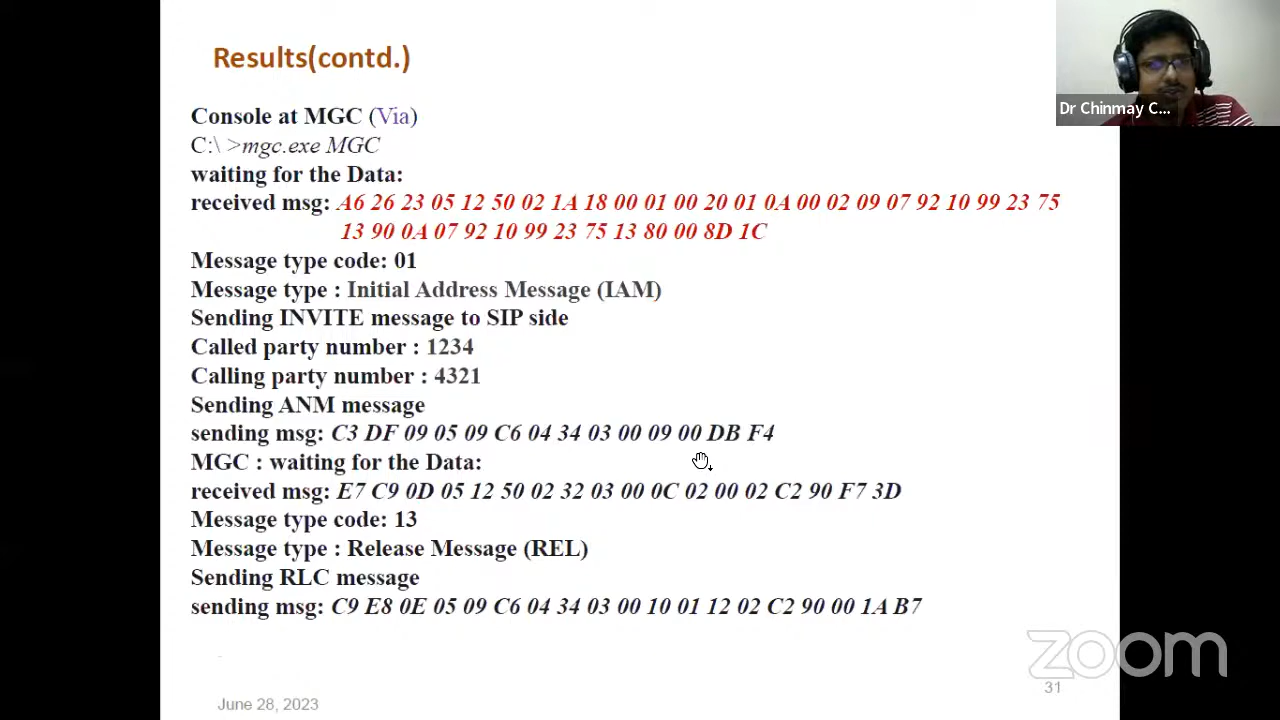 Results(contd.)
Dr Chinmay C...
Console at MGC (Via)
C:\ >mgc.exe MGC
waiting for the Data:
received msg: A6 26 23 05 12 50 02 1A 18 00 01 00 20 01 0A 00 02 09 07 92 10 99 23 75
13 90 0A 07 92 10 99 23 75 13 80 00 8D 1C
Message type code: 01
Message type : Initial Address Message (IAM)
Sending INVITE message to SIP side
Called party number : 1234
Calling party number : 4321
Sending ANM message
sending msg: C3 DF 09 05 09 C6 04 34 03 00 09 00 DB F4
MGC : waiting for the Data:
received msg: E7 C9 0D 05 12 50 02 32 03 00 0C 02 00 02 C2 90 F7 3D
Message type code: 13
Message type : Release Message (REL)
Sending RLC message
sending msg: C9 E8 0E 05 09 C6 04 34 03 00 10 01 12 02 C2 90 00 1A B7
zoom
31
June 28, 2023